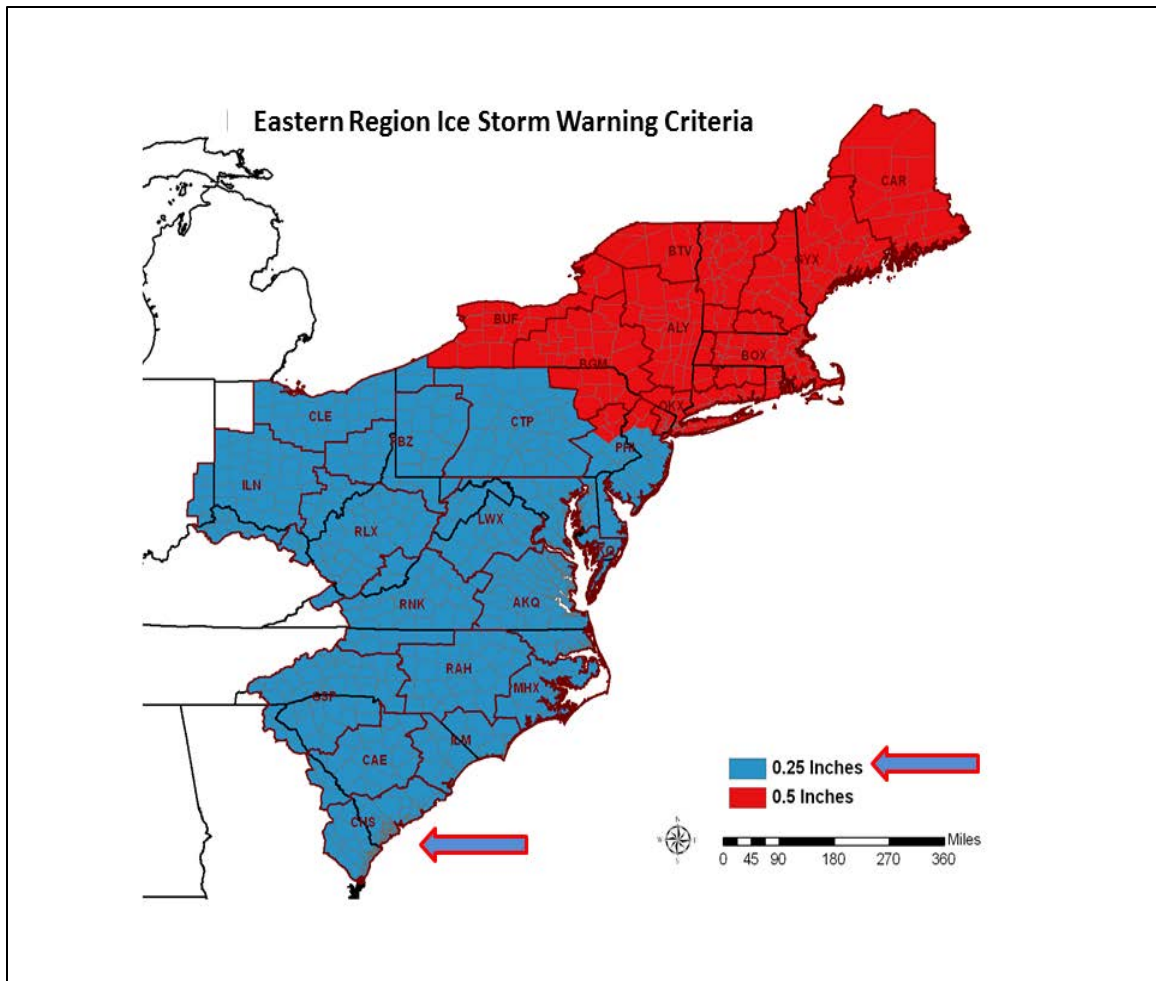 Eastern Region Ice Storm Warning Criteria
CAR
BTV
GYX
BUF
ALY
BOX
BGM
OKX
CLE
CTP
PBZ
PHI
ILN
LWX
RLX
RNK
AKQ
RAH
MHX
GSP
ILM
CAE
CHS
0.25 Inches
0.5 Inches
N
W
E
S
Miles
0 45 90 180 270 360